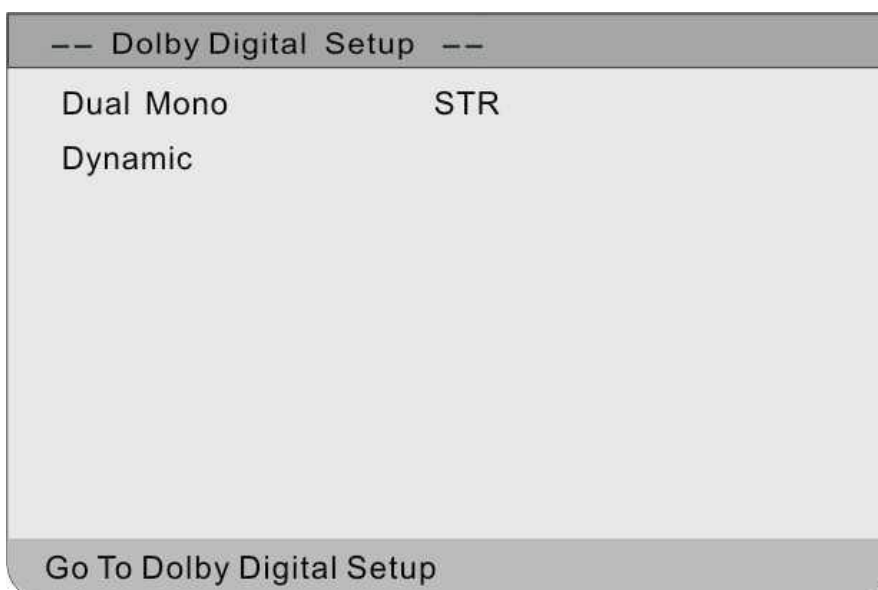 -- Dolby Digital Setup --
Dual Mono STR
Dynamic
Go To Dolby Digital Setup